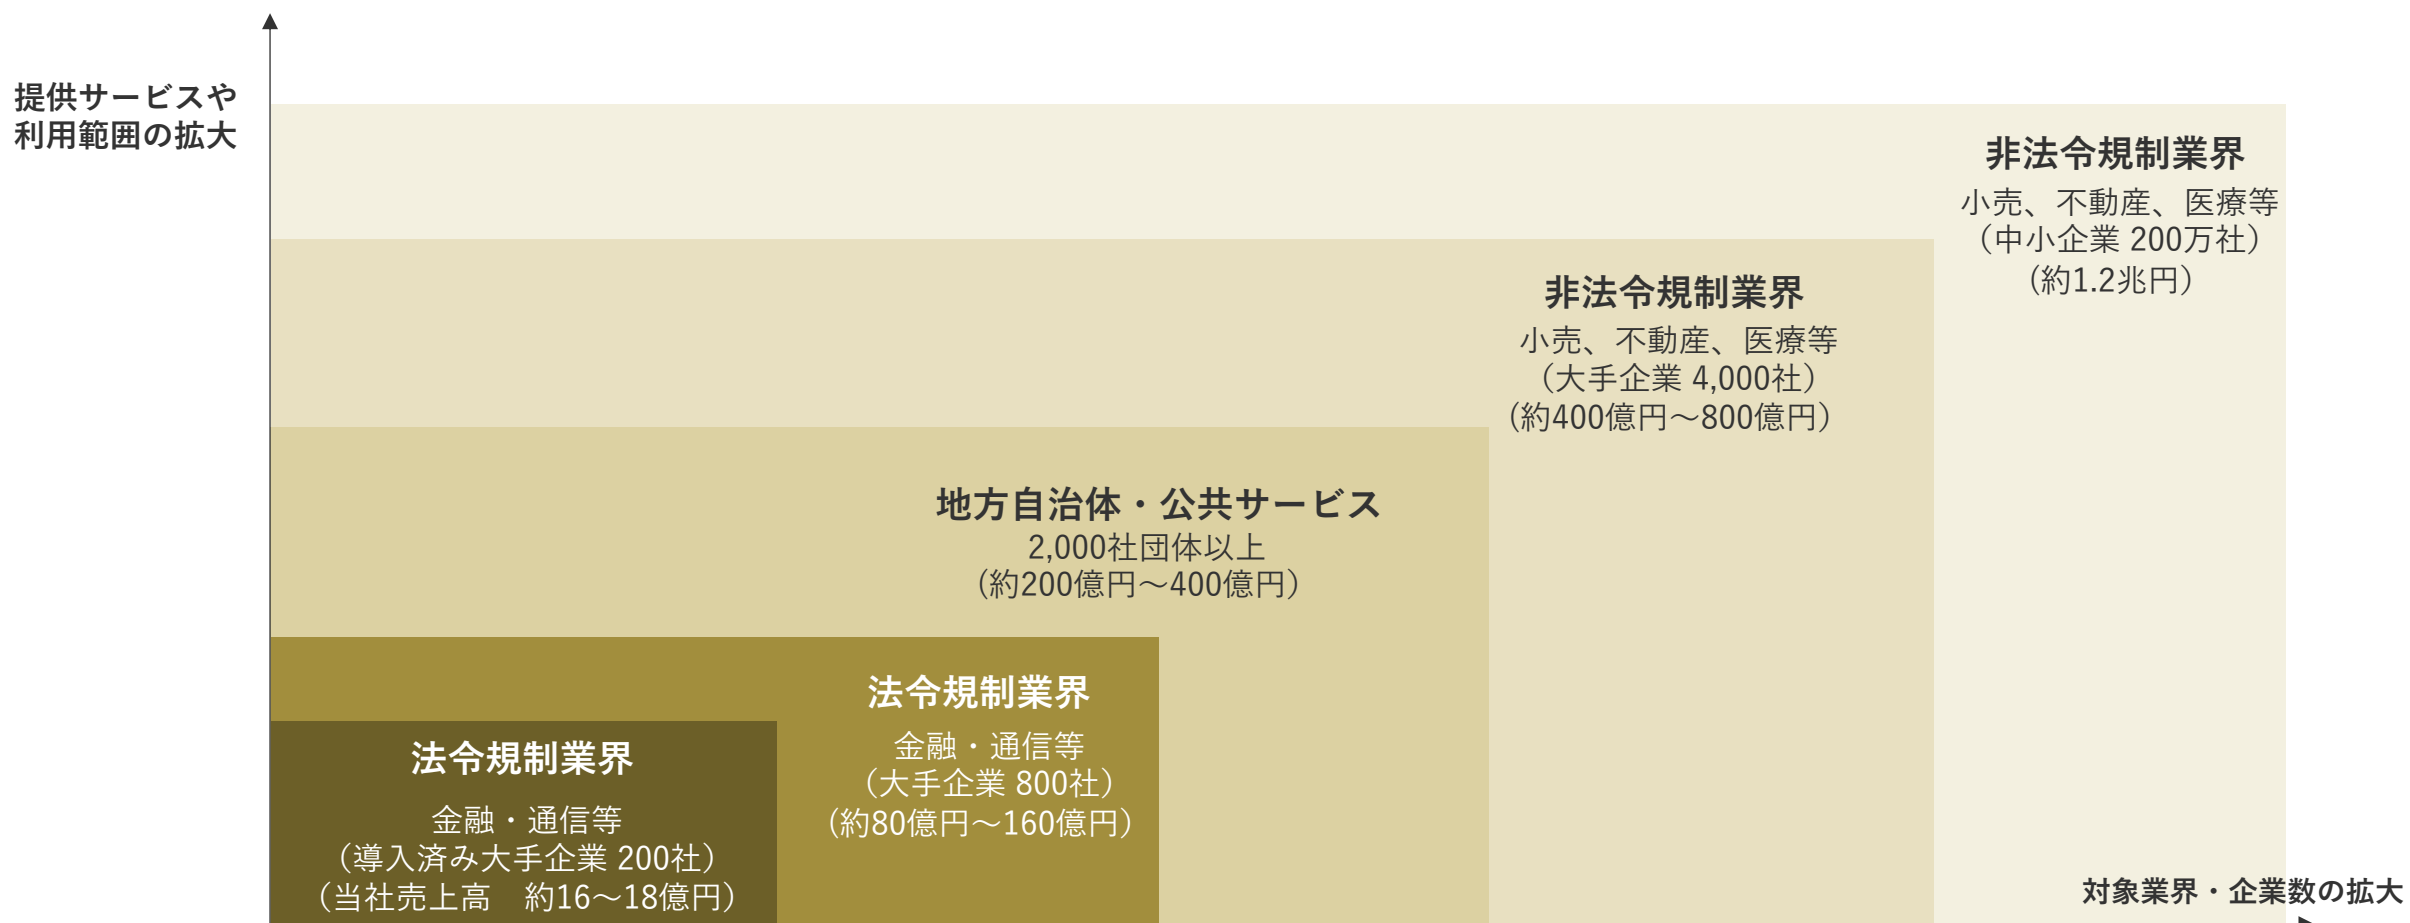 提供サービスや
利用範囲の拡大
非法令規制業界
小売、不動産、医療等
（中小企業 200万社）
（約1.2兆円）
非法令規制業界
小売、不動産、医療等
（大手企業 4,000社）
（約400億円～800億円）
地方自治体・公共サービス
2,000社団体以上
（約200億円～400億円）
法令規制業界
金融・通信等
（大手企業 800社）
（約80億円～160億円）
法令規制業界
金融・通信等
（導入済み大手企業 200社）
（当社売上高　約16～18億円）
対象業界・企業数の拡大